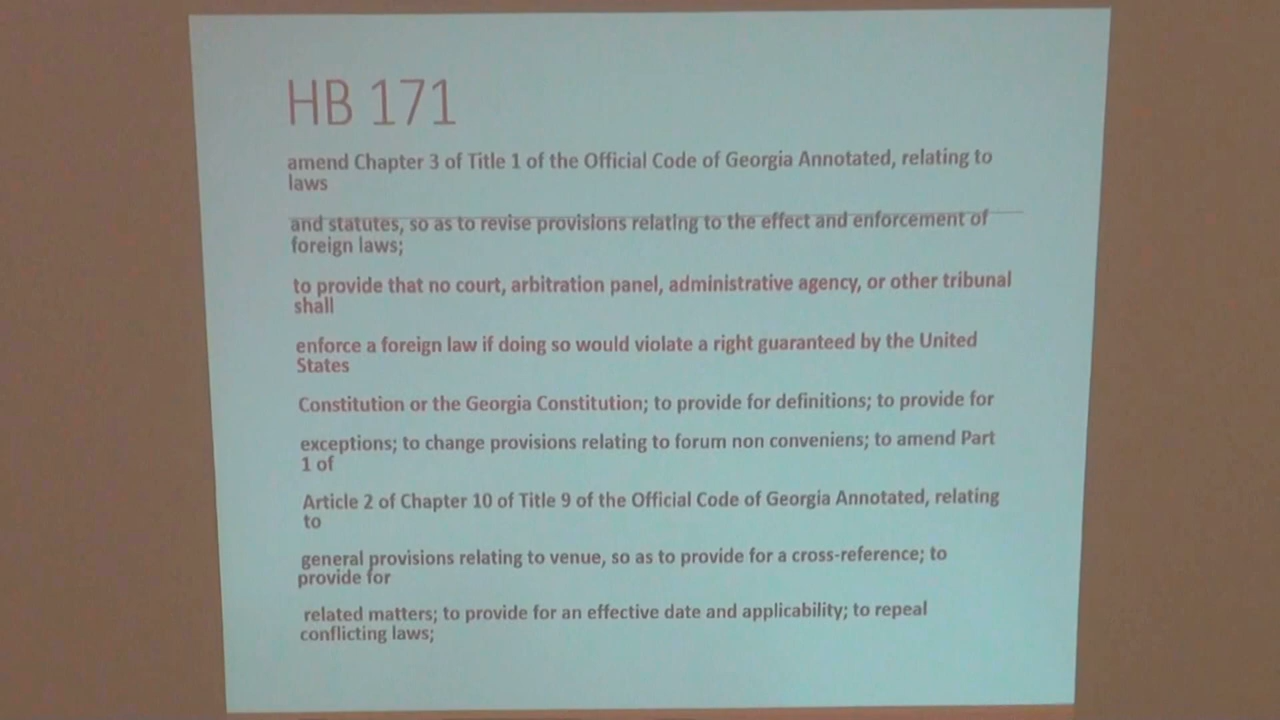 HB 171
amend Chapter 3 of Title 1 of the Official Code of Georgia Annotated, relating to
laws
and statutes, so as to revise provisions relating to the effect and enforcement of
foreign laws;
to provide that no court, arbitration panel, administrative agency, or other tribunal
shall
enforce a foreign law if doing so would violate a right guaranteed by the United
States
Constitution or the Georgia Constitution; to provide for definitions; to provide for
exceptions; to change provisions relating to forum non conveniens; to amend Part
1 of
Article 2 of Chapter 10 of Title 9 of the Official Code of Georgia Annotated, relating
to
general provisions relating to venue, so as to provide for a cross-reference; to
provide for
related matters; to provide for an effective date and applicability; to repeal
conflicting laws;